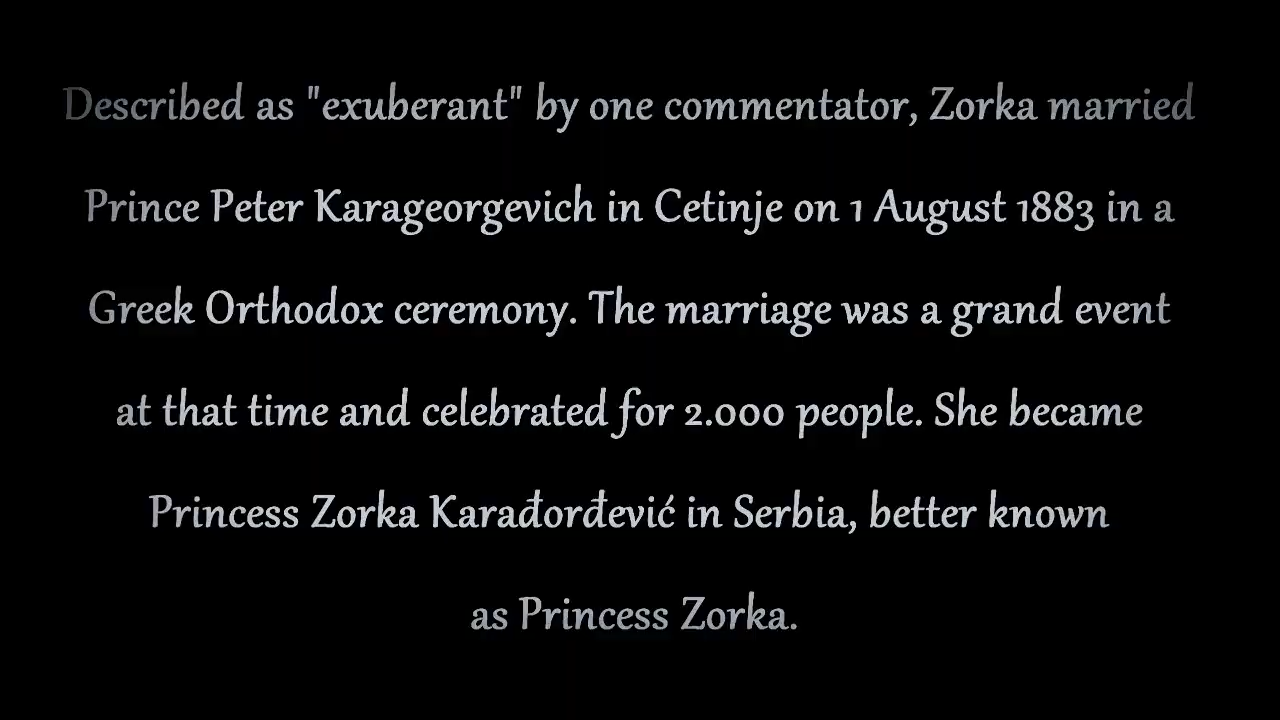 Described as "exuberant" by one commentator, Zorka married
Prince Peter Karageorgevich in Cetinje on 1 August 1883 in a
Greek Orthodox ceremony. The marriage was a grand event
at that time and celebrated for 2.000 people. She became
Princess Zorka Karađorđević in Serbia, better known
as Princess Zorka.